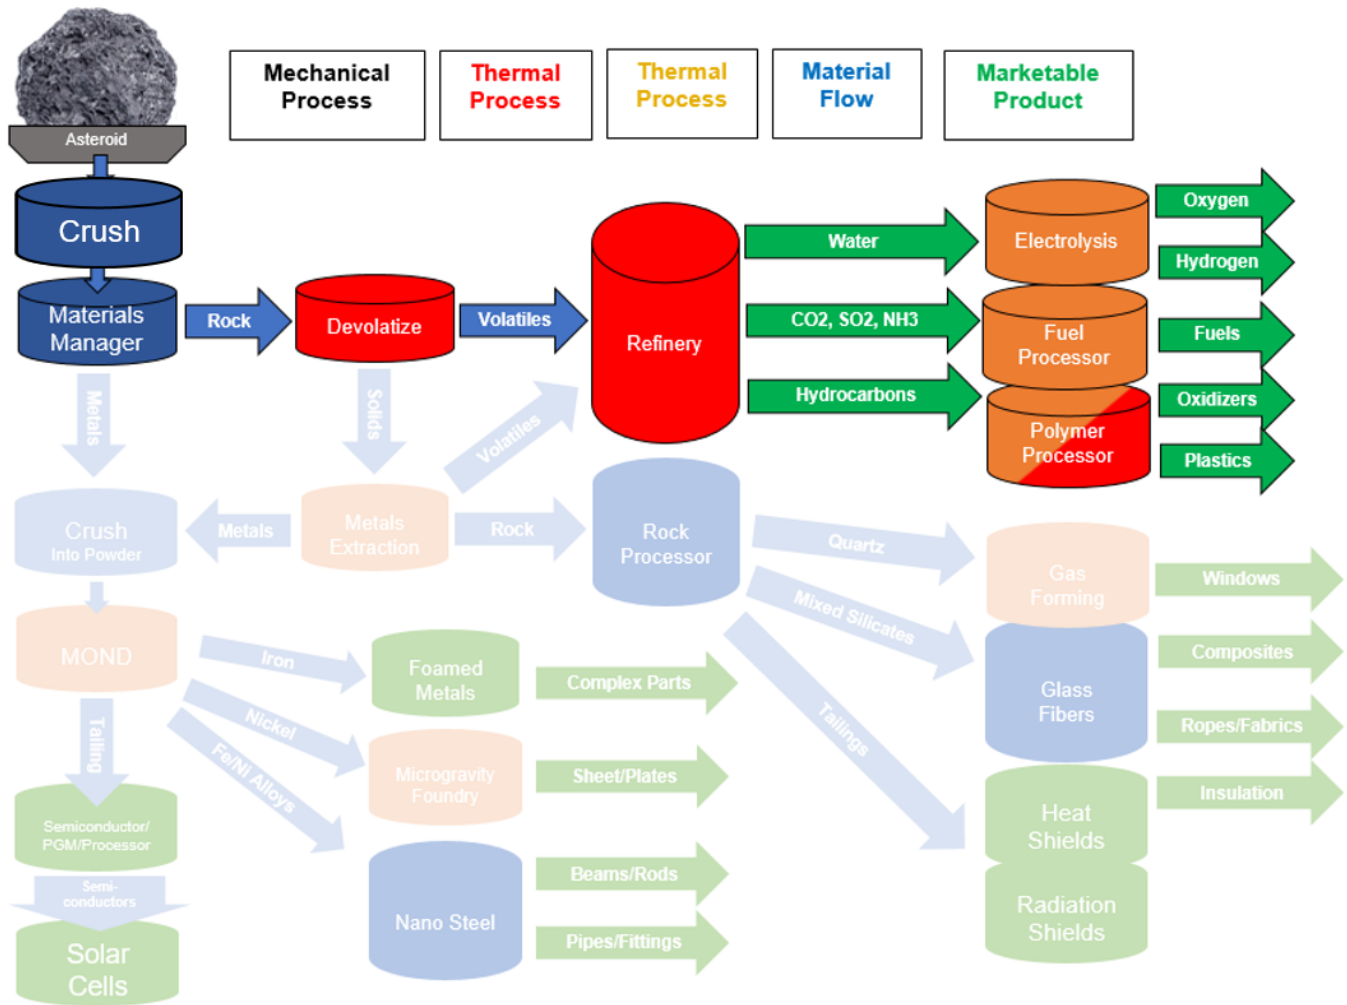 Mechanical
Process
Thermal
Process
Thermal
Process
Material
Flow
Marketable
Product
Asteroid
Crush
Materials
Manager
Rock
Devolatize
Volatiles
Refinery
Water
CO2, SO2, NH3
Hydrocarbons
Electrolysis
Fuel
Processor
Polymer
Processor
Oxygen
Hydrogen
Fuels
Oxidizers
Plastics
Metals
Solids
Volatiles
Crush
Into Powder
Metals
Metals
Extraction
Rock
Rock
Processor
Quartz
Mixed Silicates
Tailings
Gas
Forming
Glass
Fibers
Heat
Shields
Radiation
Shields
Windows
Composites
Ropes/Fabrics
Insulation
MOND
Iron
Nickel
Fe/Ni Alloys
Tailing
Foamed
Metals
Complex Parts
Microgravity
Foundry
Sheet/Plates
Nano Steel
Beams/Rods
Pipes/Fittings
Semiconductor/
PGM/Processor
Semi-
conductors
Solar
Cells